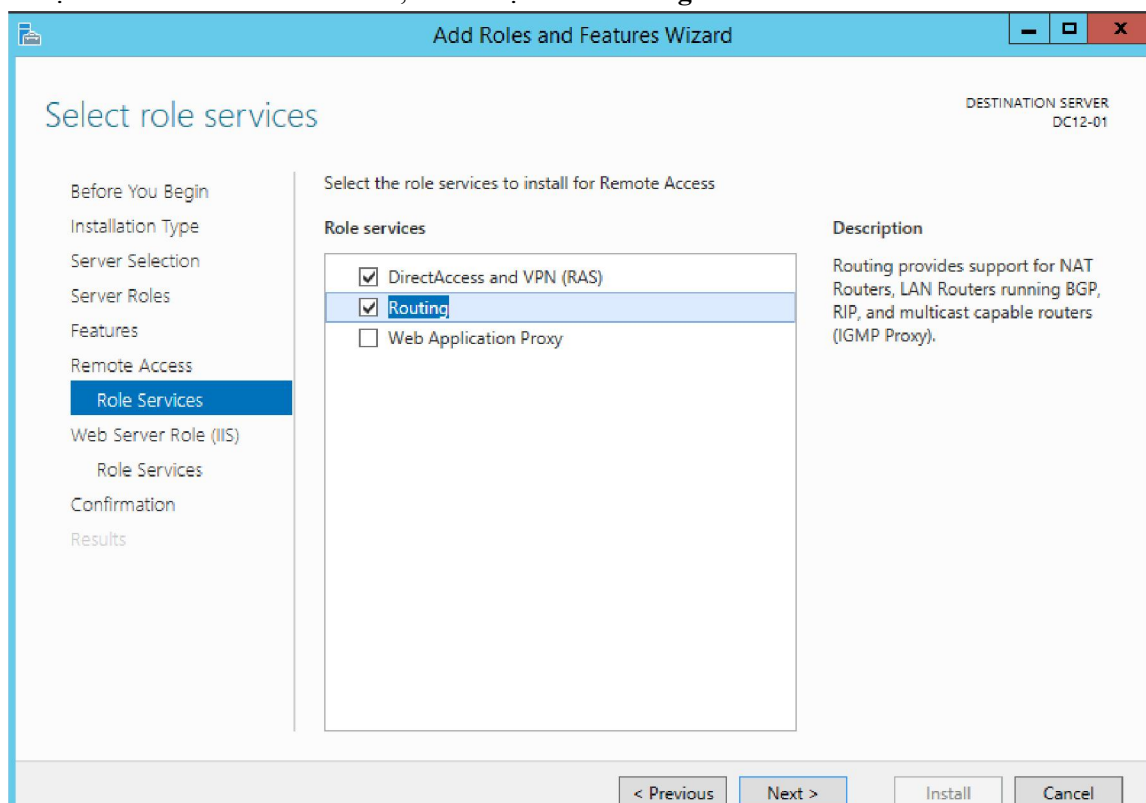 Add Roles and Features Wizard
Select role services
DESTINATION SERVER
DC12-01
Before You Begin
Installation Type
Server Selection
Server Roles
Features
Remote Access
Role Services
Web Server Role (IIS)
Role Services
Confirmation
Results
Select the role services to install for Remote Access
Role services
DirectAccess and VPN (RAS)
Routing
Web Application Proxy
Description
Routing provides support for NAT
Routers, LAN Routers running BGP,
RIP, and multicast capable routers
(IGMP Proxy).
< Previous
Next >
Install
Cancel